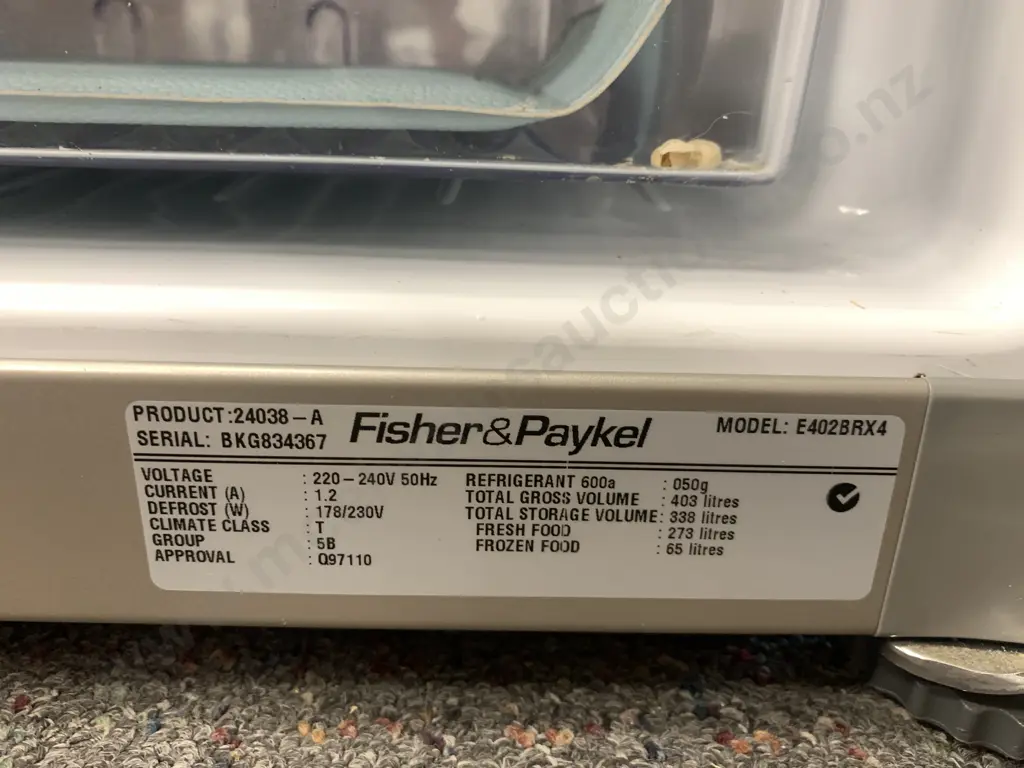 PRODUCT:24038-A
SERIAL: BKG834367
Fisher&Paykel
MODEL: E402BRX4
VOLTAGE : 220-240V 50Hz
CURRENT (A) : 1.2
DEFROST (W) : 178/230V
CLIMATE CLASS : T
GROUP : 5B
APPROVAL : Q97110
REFRIGERANT 600a : 050g
TOTAL GROSS VOLUME : 403 litres
TOTAL STORAGE VOLUME: 338 litres
FRESH FOOD : 273 litres
FROZEN FOOD : 65 litres